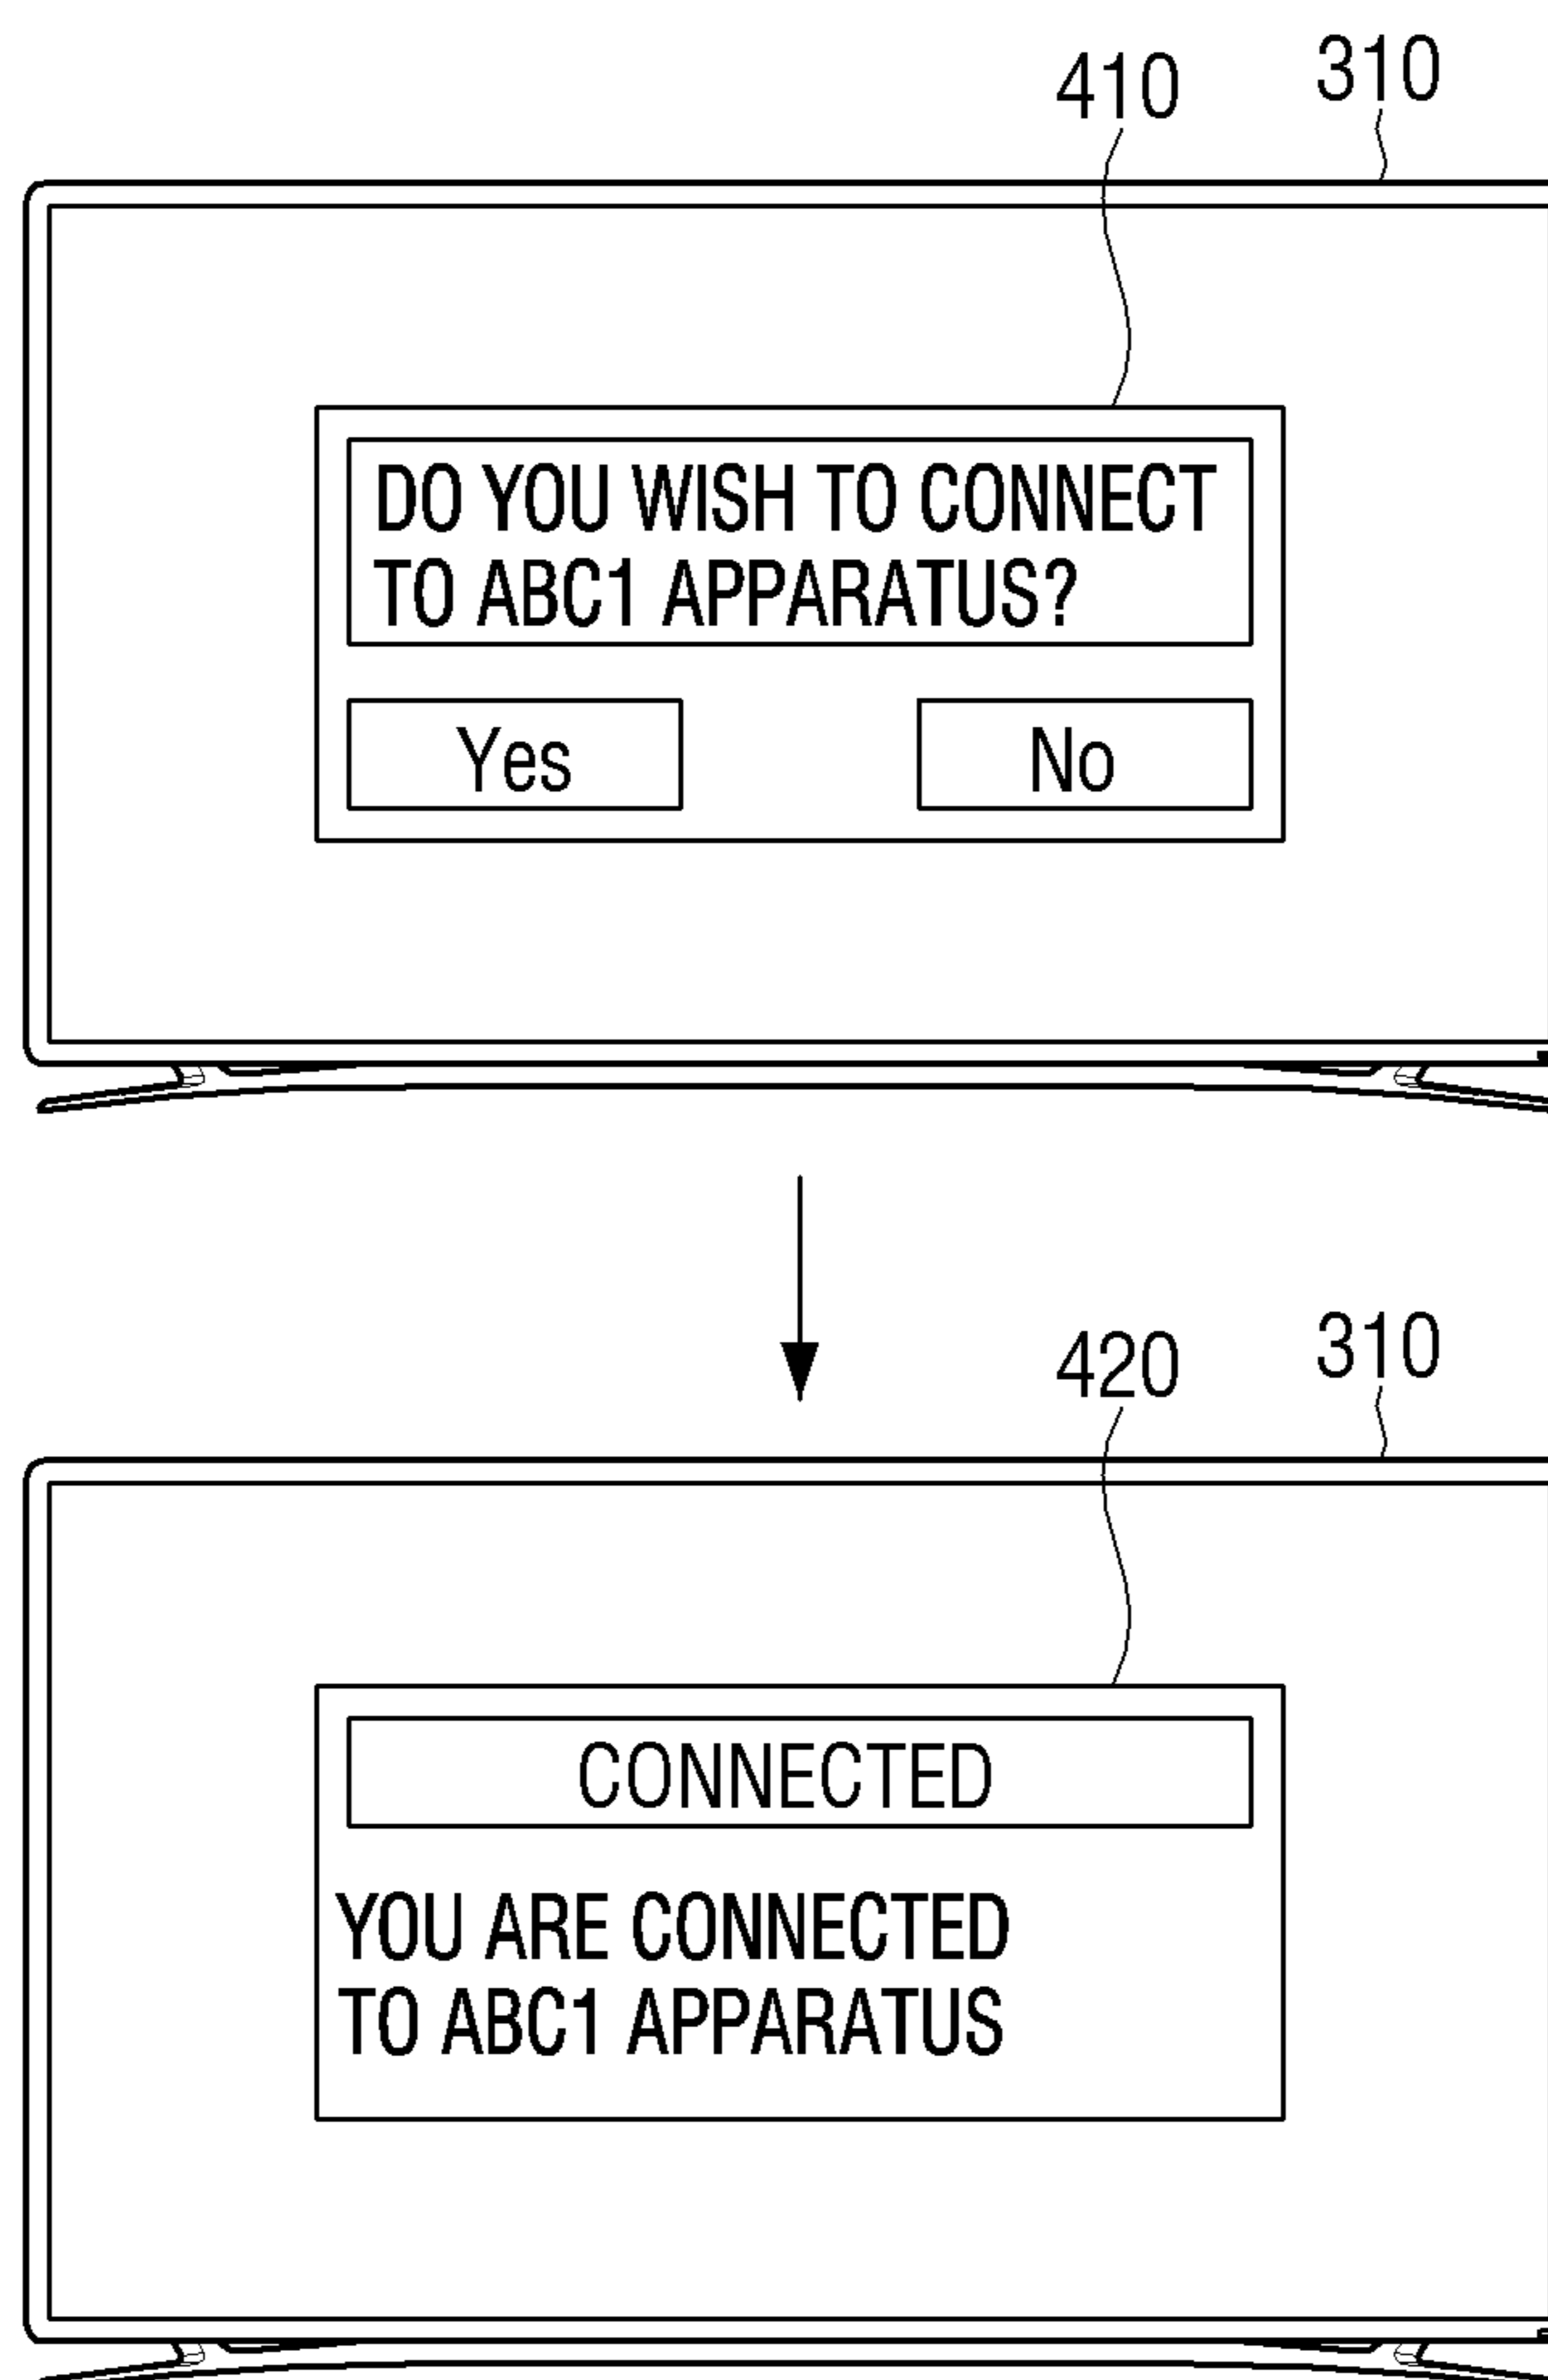 410 310
DO YOU WISH TO CONNECT
TO ABC1 APPARATUS?
Yes No
420 310
CONNECTED
YOU ARE CONNECTED
TO ABC1 APPARATUS